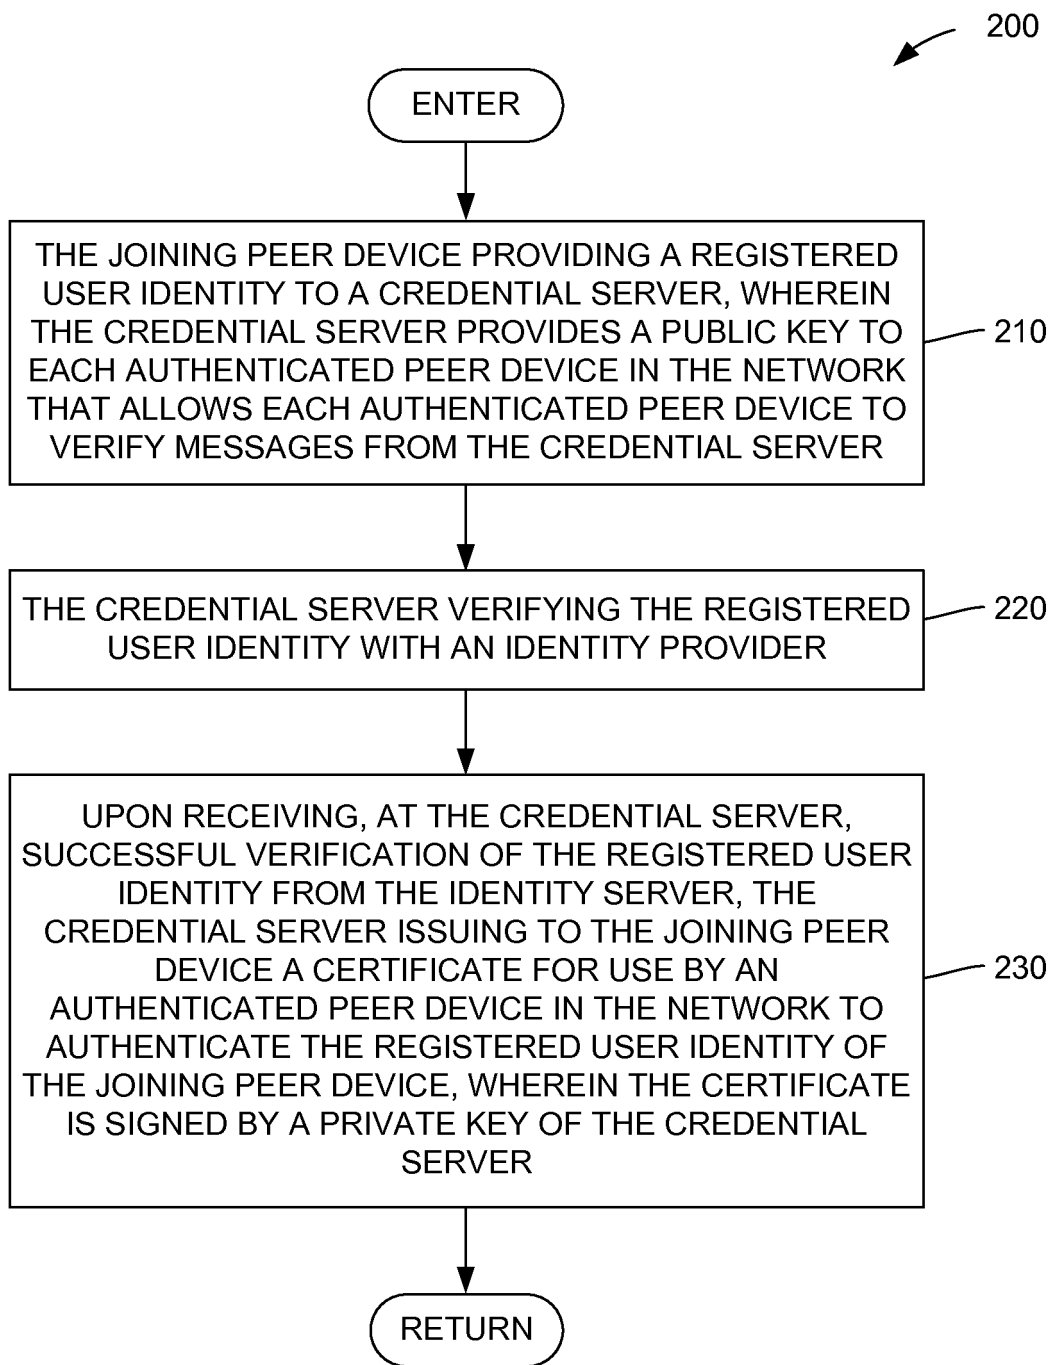 200
ENTER
THE JOINING PEER DEVICE PROVIDING A REGISTERED
USER IDENTITY TO A CREDENTIAL SERVER, WHEREIN
THE CREDENTIAL SERVER PROVIDES A PUBLIC KEY TO
EACH AUTHENTICATED PEER DEVICE IN THE NETWORK
THAT ALLOWS EACH AUTHENTICATED PEER DEVICE TO
VERIFY MESSAGES FROM THE CREDENTIAL SERVER
210
THE CREDENTIAL SERVER VERIFYING THE REGISTERED
USER IDENTITY WITH AN IDENTITY PROVIDER
220
UPON RECEIVING, AT THE CREDENTIAL SERVER,
SUCCESSFUL VERIFICATION OF THE REGISTERED USER
IDENTITY FROM THE IDENTITY SERVER, THE
CREDENTIAL SERVER ISSUING TO THE JOINING PEER
DEVICE A CERTIFICATE FOR USE BY AN
AUTHENTICATED PEER DEVICE IN THE NETWORK TO
AUTHENTICATE THE REGISTERED USER IDENTITY OF
THE JOINING PEER DEVICE, WHEREIN THE CERTIFICATE
IS SIGNED BY A PRIVATE KEY OF THE CREDENTIAL
SERVER
230
RETURN